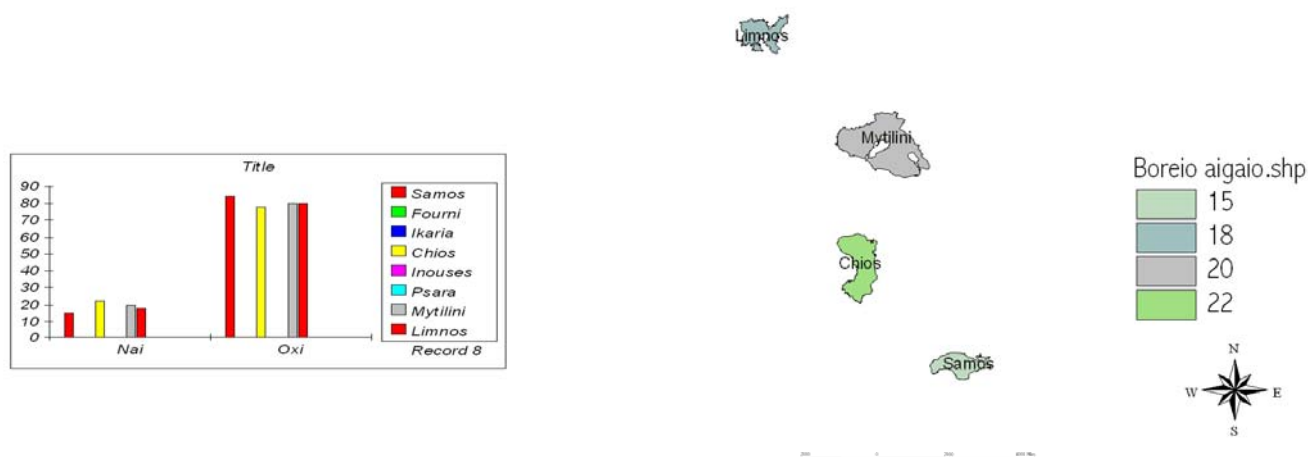 Title
90
80
70
60
50
40
30
20
10
0
Nai
Oxi
Samos
Fourni
Ikaria
Chios
Inouses
Psara
Mytilini
Limnos
Record 8
Limnos
Mytilini
Chios
Samos
Boreio aigaio.shp
15
18
20
22
N
W E
S